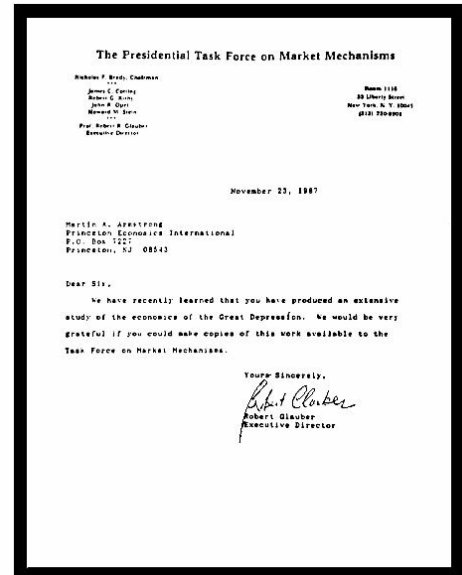 The Presidential Task Force on Market Mechanisms
Nicholas F. Brady, Chairman
James C. Cotting
Robert G. Kirby
John R. Opel
Howard M. Stein
Prof. Robert R. Glauber
Executive Director
Room 1116
33 Liberty Street
New York, N.Y. 10045
(212)
November 23, 1987
Martin A. Armstrong
Princeton Economics International
P.O. Box 7227
Princeton, NJ 08543
Dear Sir,
We have recently learned that you have produced an extensive
study of the economics of the Great Depression. We would be very
grateful if you could make copies of this work available to the
Task Force on Market Mechanisms.
Yours Sincerely,
Robert Glauber
Robert Glauber
Executive Director